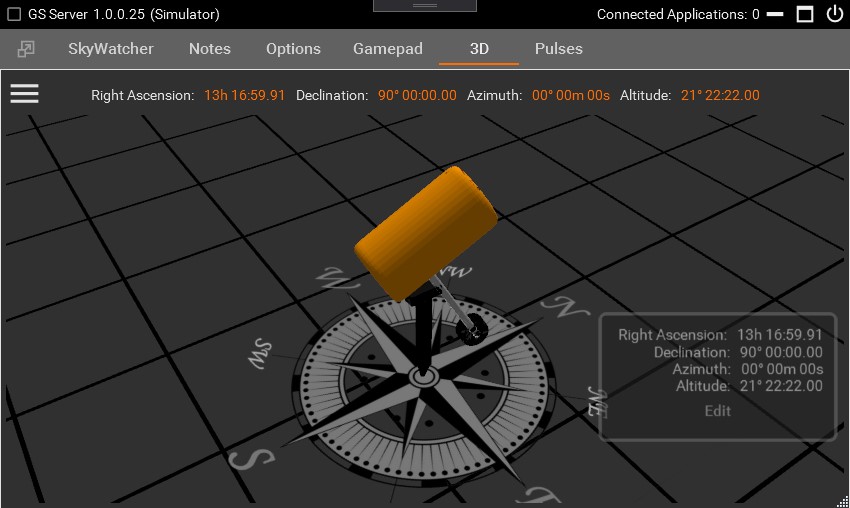 GS Server 1.0.0.25 (Simulator) Connected Applications: 0
SkyWatcher Notes Options Gamepad 3D Pulses
Right Ascension: 13h 16:59.91 Declination: 90° 00:00.00 Azimuth: 00° 00m 00s Altitude: 21° 22:22.00
W
NW
N
SW
NE
S
Right Ascension: 13h 16:59.91
Declination: 90° 00:00.00
Azimuth: 00° 00m 00s
Altitude: 21° 22:22.00
Edit